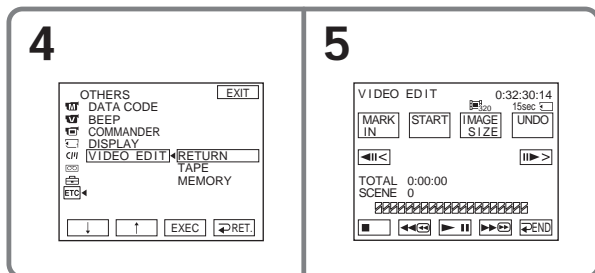 4
OTHERS EXIT
DATA CODE
BEEP
COMMANDER
DISPLAY
VIDEO EDIT RETURN
TAPE
MEMORY
ETC
↓ ↑ EXEC RET.
5
VIDEO EDIT 0:32:30:14
320 15sec
MARK IN START IMAGE SIZE UNDO
TOTAL 0:00:00
SCENE 0
END